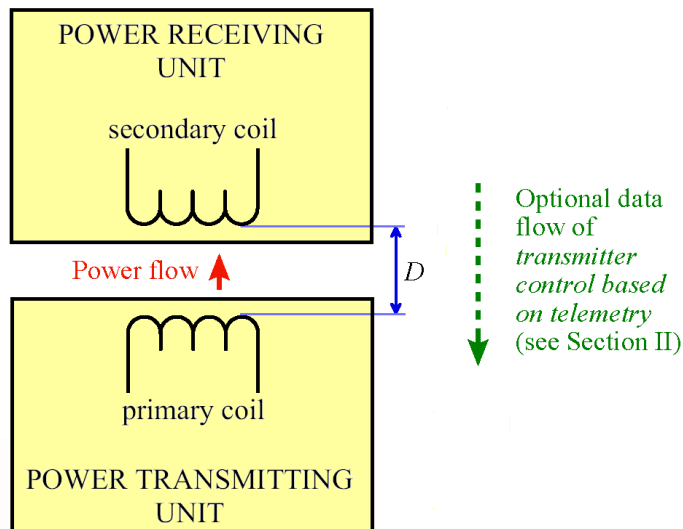 POWER RECEIVING
UNIT
secondary coil
Power flow
D
primary coil
POWER TRANSMITTING
UNIT
Optional data
flow of
transmitter
control based
on telemetry
(see Section II)